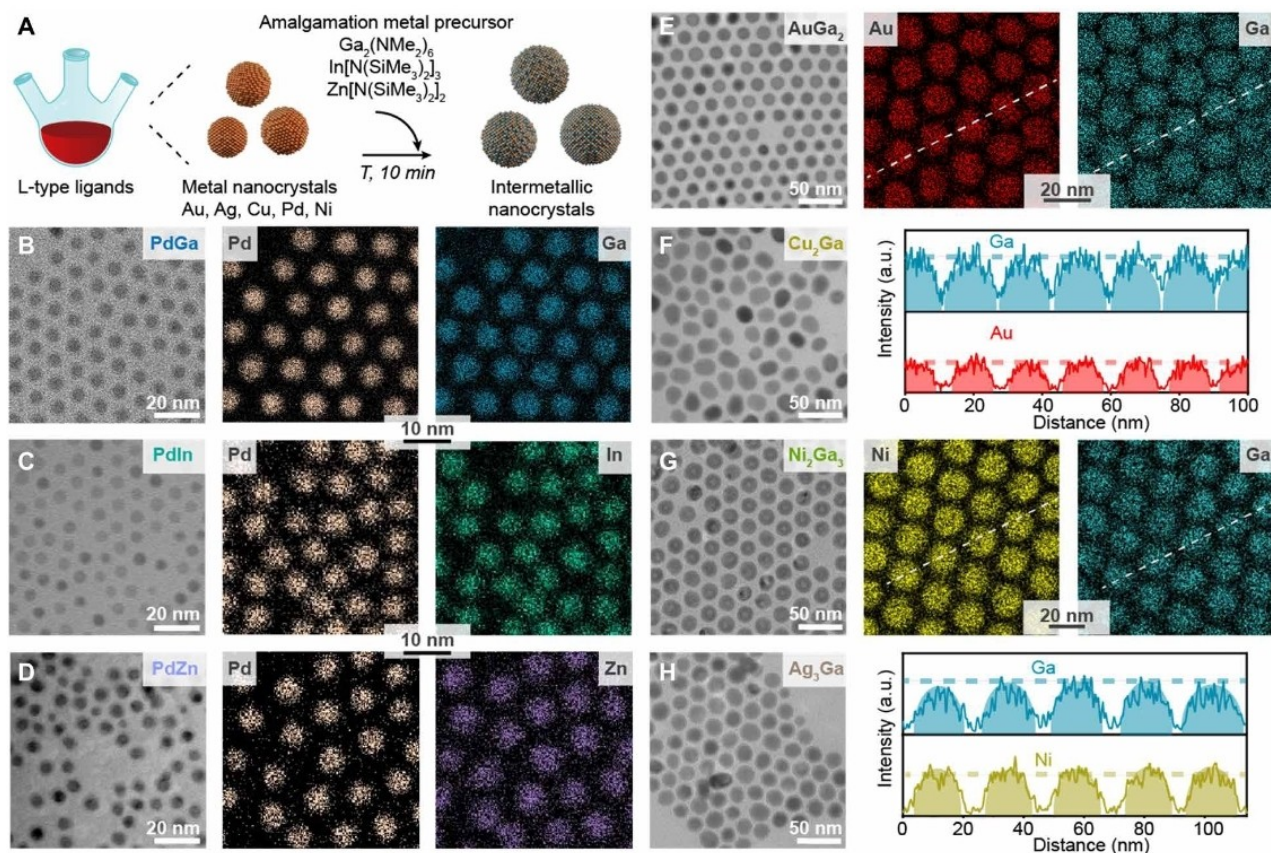 A
Amalgamation metal precursor
Ga₂(NMe₂)₆
In[N(SiMe₃)₂]₃
Zn[N(SiMe₃)₂]₂
T, 10 min
L-type ligands
Metal nanocrystals
Au, Ag, Cu, Pd, Ni
Intermetallic
nanocrystals
B
PdGa
20 nm
Pd
Ga
10 nm
C
PdIn
20 nm
Pd
In
10 nm
D
PdZn
20 nm
Pd
Zn
E
AuGa₂
50 nm
Au
Ga
20 nm
F
Cu₂Ga
50 nm
Intensity (a.u.)
Ga
Au
0 20 40 60 80 100
Distance (nm)
G
Ni₂Ga₃
50 nm
Ni
Ga
20 nm
H
Ag₃Ga
50 nm
Intensity (a.u.)
Ga
Ni
0 20 40 60 80 100
Distance (nm)